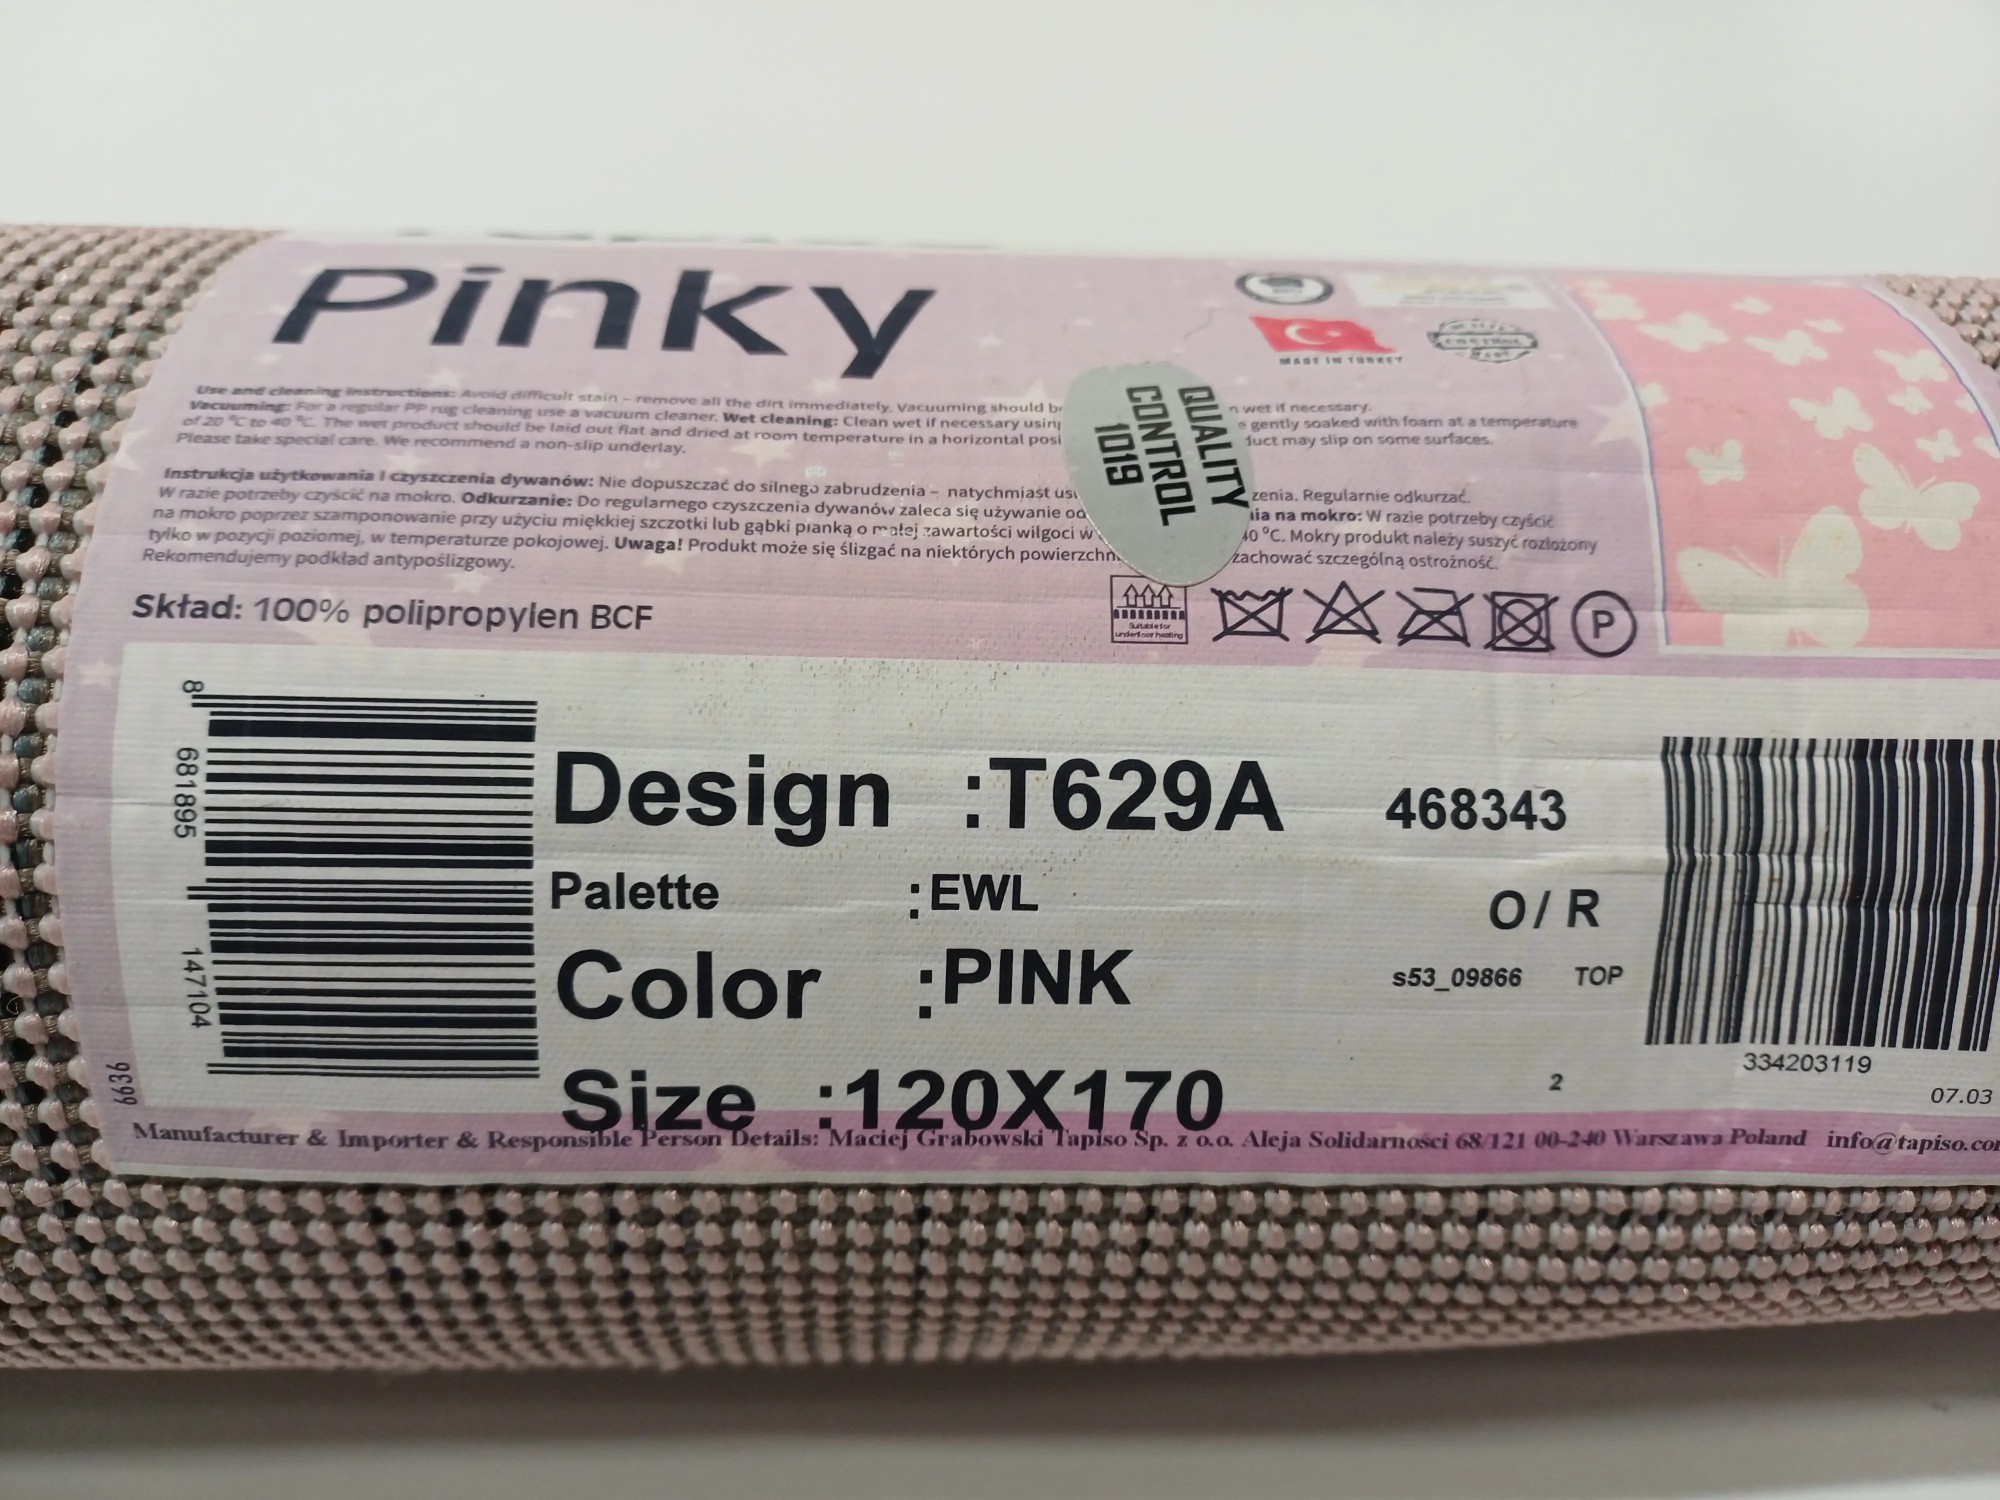 Pinky
MADE IN TURKEY
CONTROL
Use and cleaning instructions: Avoid difficult stain – remove all the dirt immediately. Vacuuming should b n wet if necessary.
Vacuuming: For a regular PP rug cleaning use a vacuum cleaner. Wet cleaning: Clean wet if necessary using e gently soaked with foam at a temperature
of 20 °C to 40 °C. The wet product should be laid out flat and dried at room temperature in a horizontal posi duct may slip on some surfaces.
Please take special care. We recommend a non-slip underlay.
QUALITY
CONTROL
1019
Instrukcja użytkowania i czyszczenia dywanów: Nie dopuszczać do silnego zabrudzenia – natychmiast usu zenia. Regularnie odkurzać.
W razie potrzeby czyścić na mokro. Odkurzanie: Do regularnego czyszczenia dywanów zaleca się używanie od nia na mokro: W razie potrzeby czyścić
na mokro poprzez szamponowanie przy użyciu miękkiej szczotki lub gąbki pianką o małej zawartości wilgoci w 40 °C. Mokry produkt należy suszyć rozłożony
tylko w pozycji poziomej, w temperaturze pokojowej. Uwaga! Produkt może się ślizgać na niektórych powierzchn. zachować szczególną ostrożność.
Rekomendujemy podkład antypoślizgowy.
Skład: 100% polipropylen BCF
Suitable for
underfloor heating
P
8 681895 147104
Design :T629A 468343
Palette :EWL O/ R
Color :PINK s53_09866 TOP
Size :120X170 2
334203119
07.03
6636
Manufacturer & Importer & Responsible Person Details: Maciej Grabowski Tapiso Sp. z o.o. Aleja Solidarności 68/121 00-240 Warszawa Poland info@tapiso.com